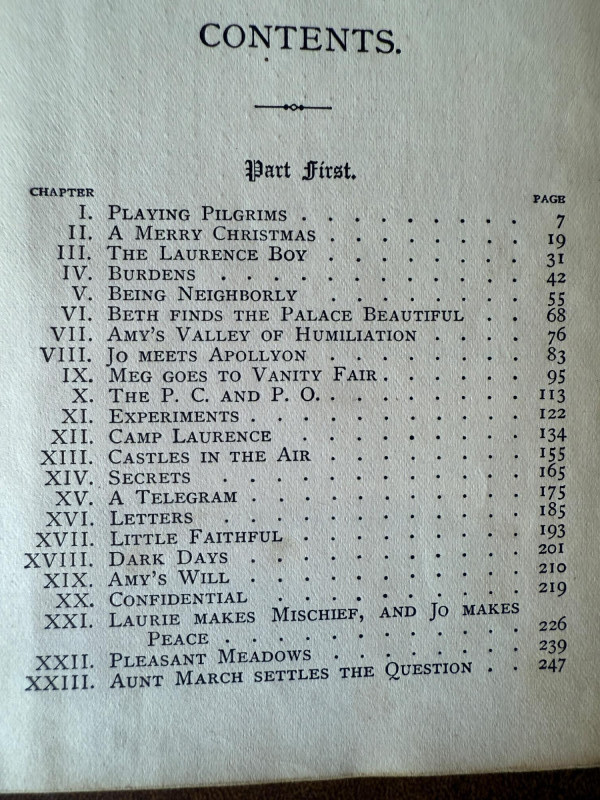 CONTENTS.
Part First.
CHAPTER PAGE
I. PLAYING PILGRIMS . . . . . . . . . 7
II. A MERRY CHRISTMAS . . . . . . . . 19
III. THE LAURENCE BOY . . . . . . . . 31
IV. BURDENS . . . . . . . . . . . 42
V. BEING NEIGHBORLY . . . . . . . . 55
VI. BETH FINDS THE PALACE BEAUTIFUL . . 68
VII. AMY'S VALLEY OF HUMILIATION . . . . 76
VIII. JO MEETS APOLLYON . . . . . . . . 83
IX. MEG GOES TO VANITY FAIR . . . . . . 95
X. THE P. C. AND P. O. . . . . . . . . 113
XI. EXPERIMENTS . . . . . . . . . . 122
XII. CAMP LAURENCE . . . . . . . . . 134
XIII. CASTLES IN THE AIR . . . . . . . . 155
XIV. SECRETS . . . . . . . . . . . 165
XV. A TELEGRAM . . . . . . . . . . 175
XVI. LETTERS . . . . . . . . . . . 185
XVII. LITTLE FAITHFUL . . . . . . . . . 193
XVIII. DARK DAYS . . . . . . . . . . 201
XIX. AMY'S WILL . . . . . . . . . . 210
XX. CONFIDENTIAL . . . . . . . . . . 219
XXI. LAURIE MAKES MISCHIEF, AND JO MAKES
PEACE . . . . . . . . . . . 226
XXII. PLEASANT MEADOWS . . . . . . . . 239
XXIII. AUNT MARCH SETTLES THE QUESTION . . 247